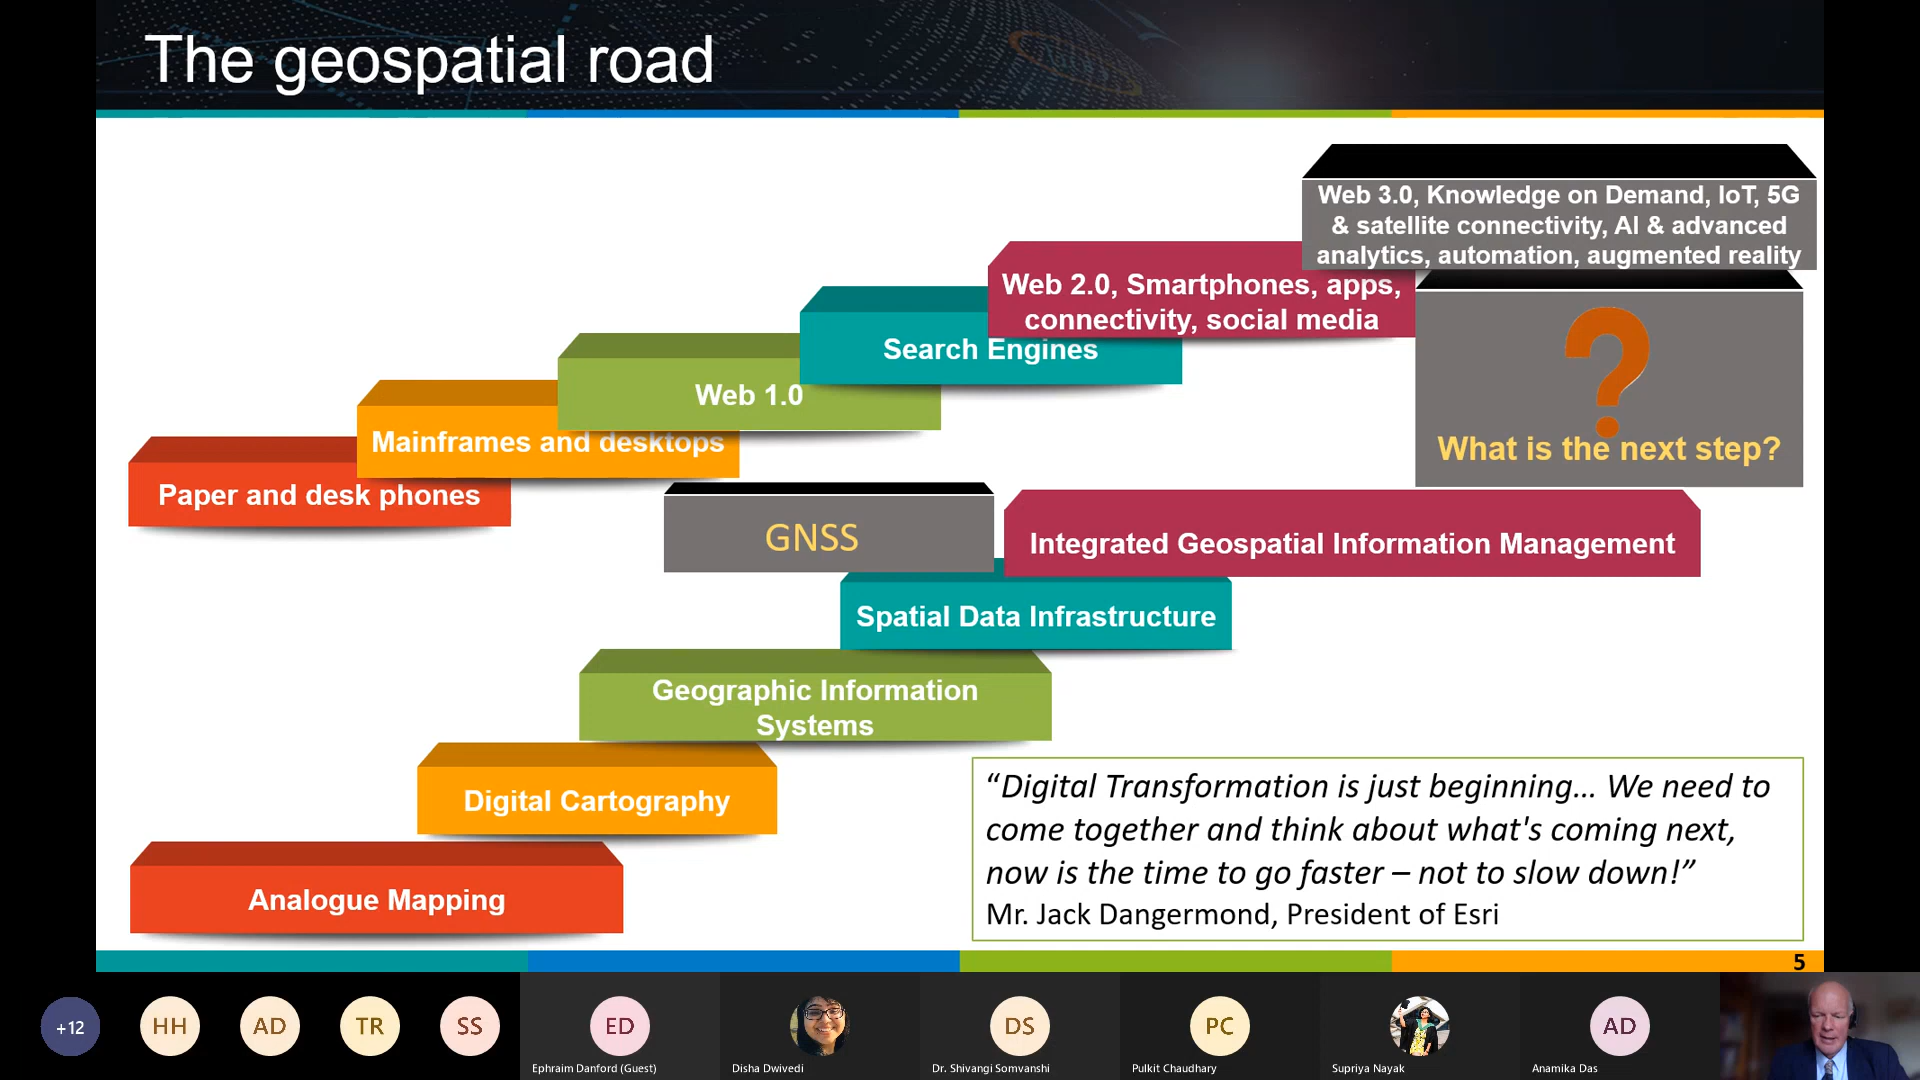 The geospatial road
Web 3.0, Knowledge on Demand, IoT, 5G
& satellite connectivity, AI & advanced
analytics, automation, augmented reality
Web 2.0, Smartphones, apps,
connectivity, social media
Search Engines
Web 1.0
Mainframes and desktops
Paper and desk phones
?
What is the next step?
GNSS
Integrated Geospatial Information Management
Spatial Data Infrastructure
Geographic Information
Systems
Digital Cartography
Analogue Mapping
“Digital Transformation is just beginning... We need to
come together and think about what's coming next,
now is the time to go faster – not to slow down!”
Mr. Jack Dangermond, President of Esri
5
+12
HH
AD
TR
SS
ED
Ephraim Danford (Guest)
Disha Dwivedi
DS
Dr. Shivangi Somvanshi
PC
Pulkit Chaudhary
Supriya Nayak
AD
Anamika Das